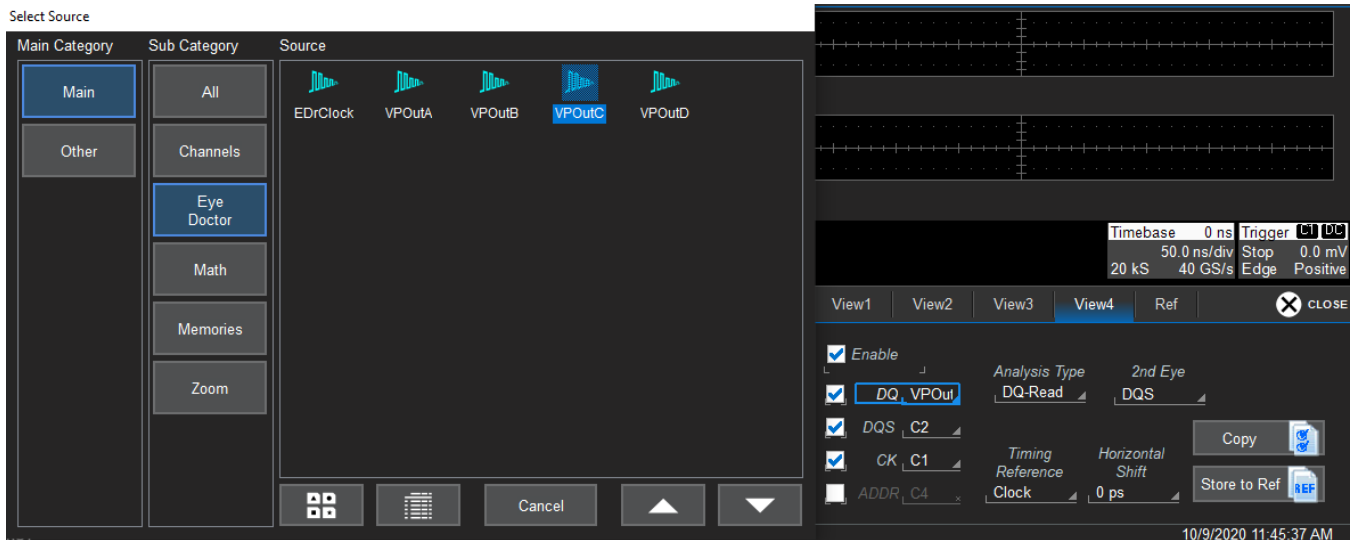 Select Source
Main Category Sub Category Source
Main
Other
All
Channels
Eye
Doctor
Math
Memories
Zoom
EDrClock VPOutA VPOutB VPOutC VPOutD
Cancel
Timebase 0 ns Trigger C1 DC
50.0 ns/div Stop 0.0 mV
20 kS 40 GS/s Edge Positive
View1 View2 View3 View4 Ref CLOSE
Enable
DQ VPOut
DQS C2
CK C1
ADDR C4
Analysis Type 2nd Eye
DQ-Read DQS
Timing
Reference
Clock
Horizontal
Shift
0 ps
Copy
Store to Ref REF
10/9/2020 11:45:37 AM